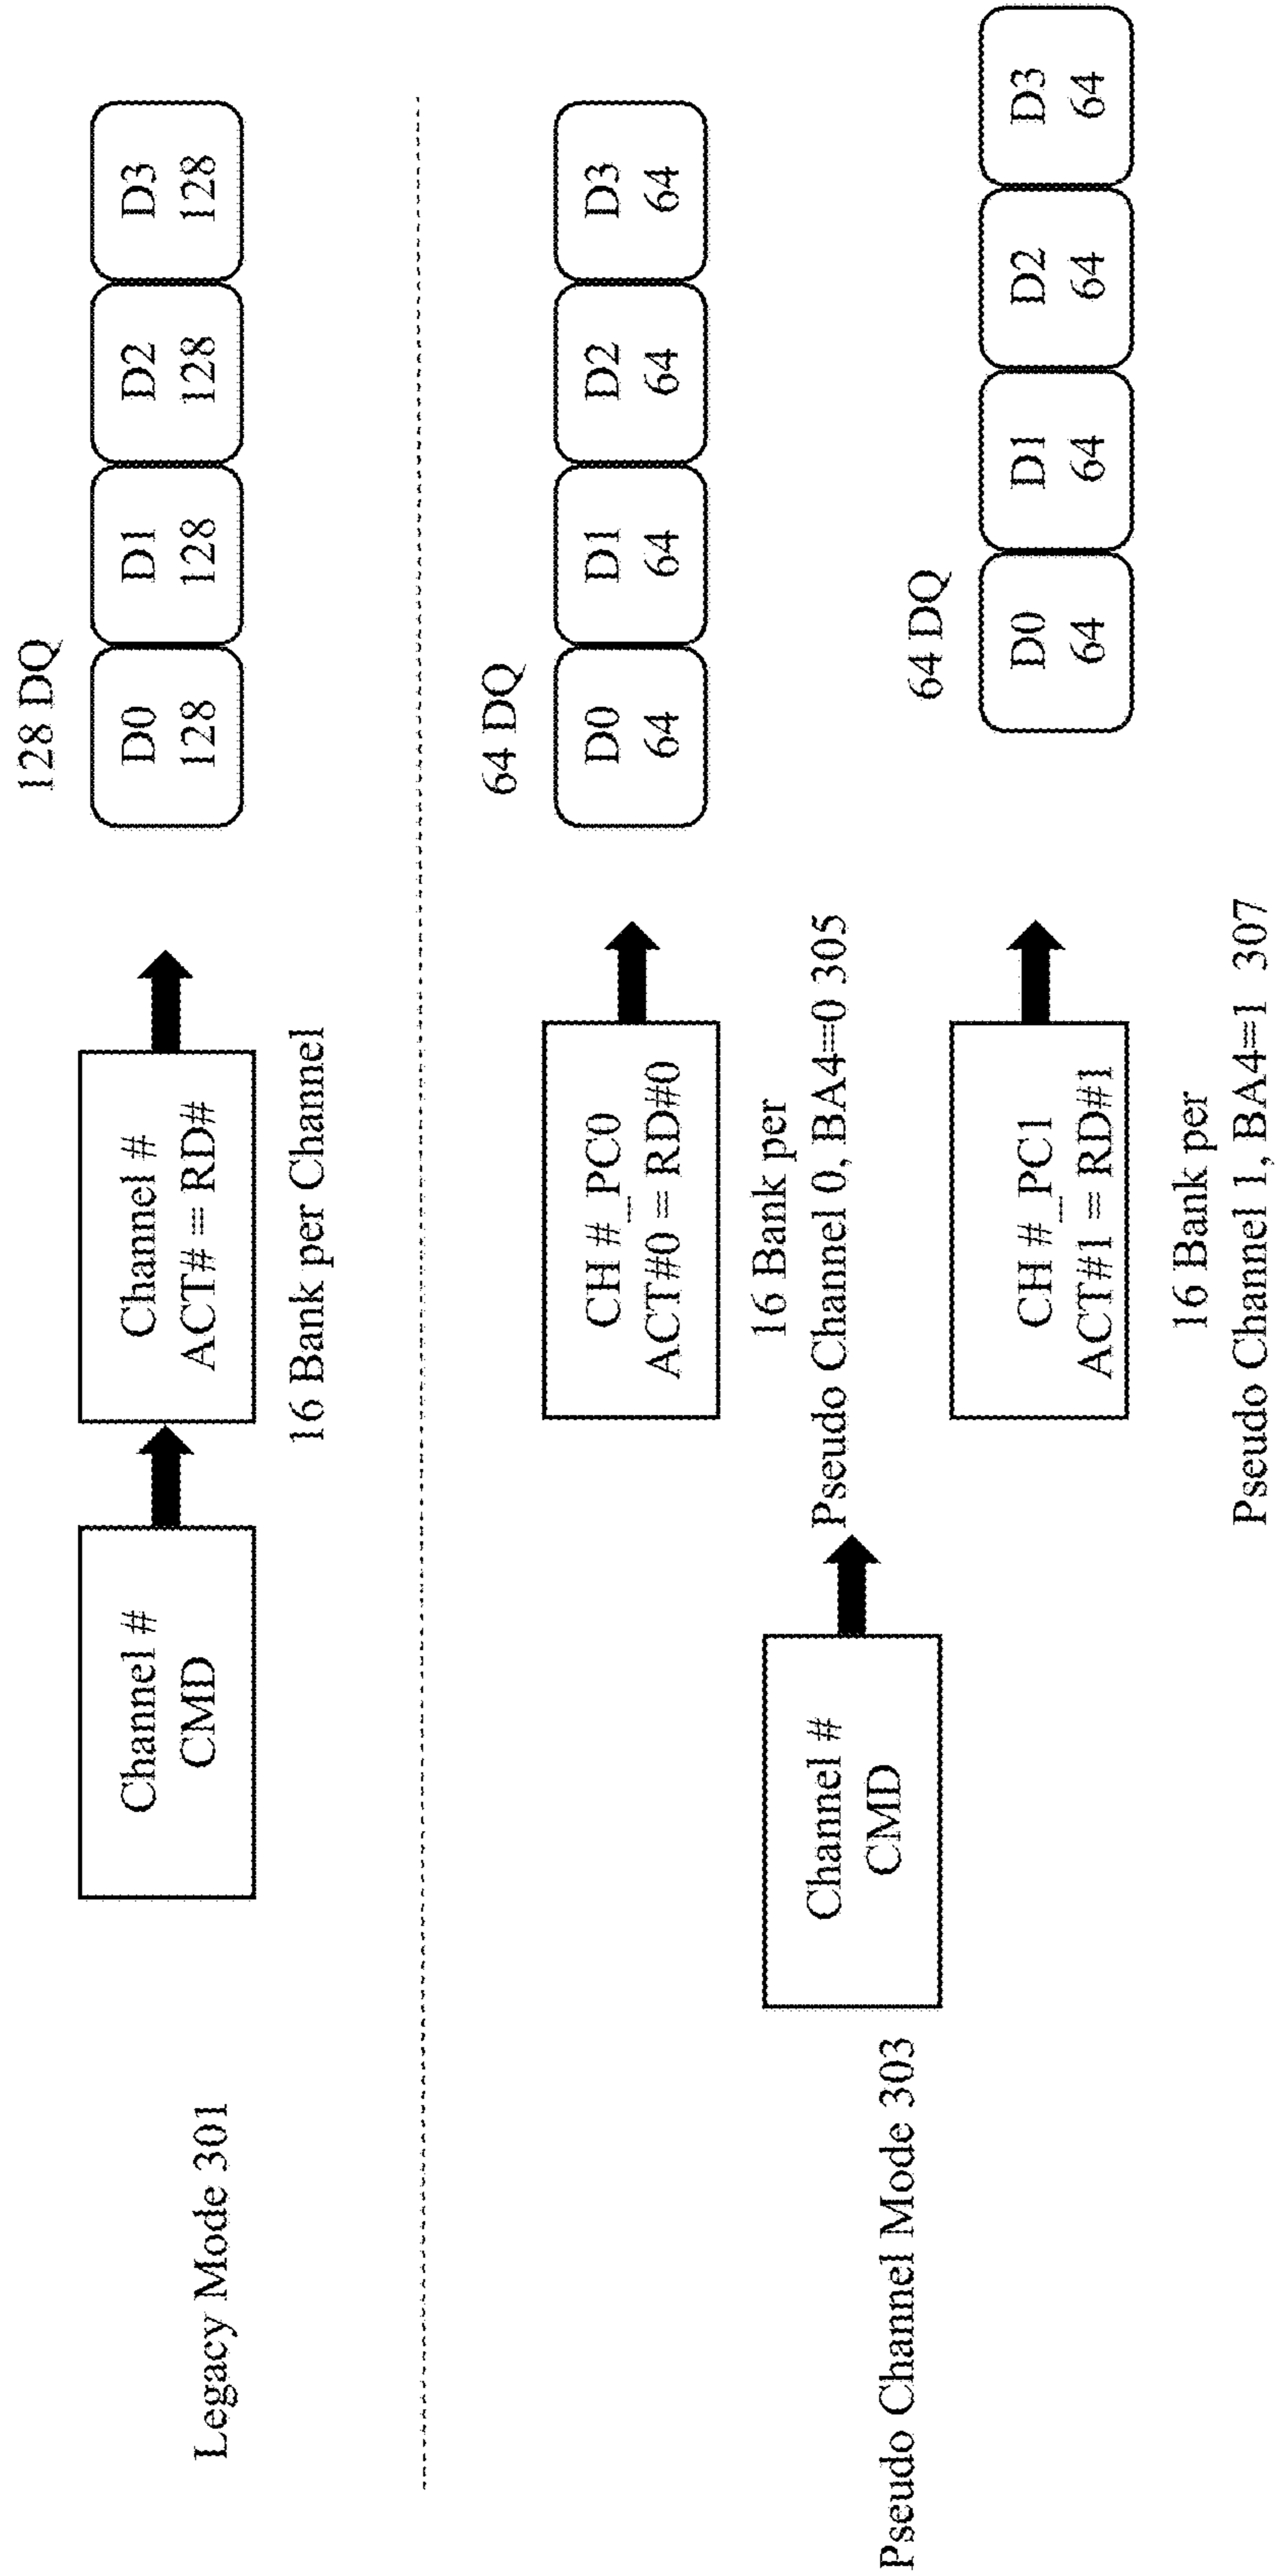 Legacy Mode 301
Channel #
CMD
Channel #
ACT# = RD#
16 Bank per Channel
128 DQ
D0
128
D1
128
D2
128
D3
128
Pseudo Channel Mode 303
Channel #
CMD
CH #_PC0
ACT#0 = RD#0
16 Bank per
Pseudo Channel 0, BA4=0 305
64 DQ
D0
64
D1
64
D2
64
D3
64
CH #_PC1
ACT#1 = RD#1
16 Bank per
Pseudo Channel 1, BA4=1 307
64 DQ
D0
64
D1
64
D2
64
D3
64